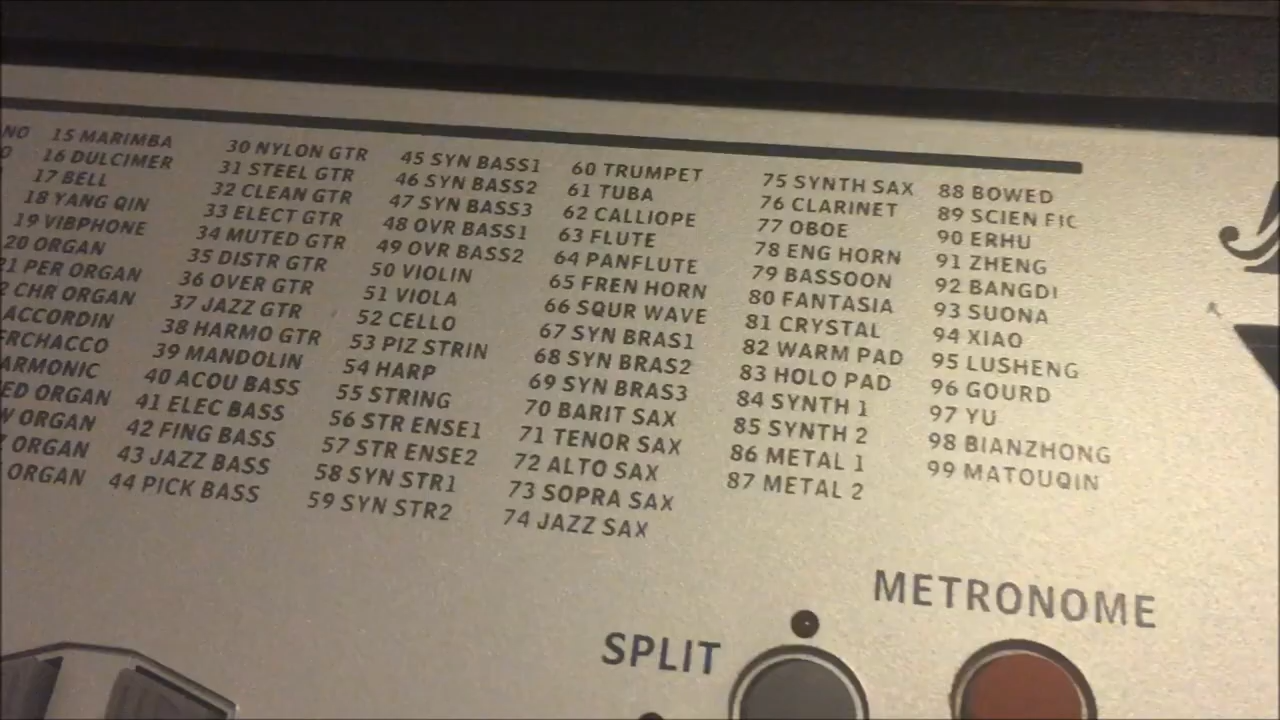 NO
15 MARIMBA
16 DULCIMER
17 BELL
18 YANG QIN
19 VIBPHONE
20 ORGAN
21 PER ORGAN
CHR ORGAN
ACCORDIN
ORGAN
ORGAN
ORGAN
ORGAN
30 NYLON GTR
31 STEEL GTR
32 CLEAN GTR
33 ELECT GTR
34 MUTED GTR
35 DISTR GTR
36 OVER GTR
37 JAZZ GTR
38 HARMO GTR
39 MANDOLIN
40 ACOU BASS
41 ELEC BASS
42 FING BASS
43 JAZZ BASS
44 PICK BASS
45 SYN BASS1
46 SYN BASS2
47 SYN BASS3
48 OVR BASS1
49 OVR BASS2
50 VIOLIN
51 VIOLA
52 CELLO
53 PIZ STRIN
54 HARP
55 STRING
56 STR ENSE1
57 STR ENSE2
58 SYN STR1
59 SYN STR2
60 TRUMPET
61 TUBA
62 CALLIOPE
63 FLUTE
64 PANFLUTE
65 FREN HORN
66 SQUR WAVE
67 SYN BRAS1
68 SYN BRAS2
69 SYN BRAS3
70 BARIT SAX
71 TENOR SAX
72 ALTO SAX
73 SOPRA SAX
74 JAZZ SAX
75 SYNTH SAX
76 CLARINET
77 OBOE
78 ENG HORN
79 BASSOON
80 FANTASIA
81 CRYSTAL
82 WARM PAD
83 HOLO PAD
84 SYNTH 1
85 SYNTH 2
86 METAL 1
87 METAL 2
88 BOWED
89 SCIEN FIC
90 ERHU
91 ZHENG
92 BANGDI
93 SUONA
94 XIAO
95 LUSHENG
96 GOURD
97 YU
98 BIANZHONG
99 MATOUQIN
METRONOME
SPLIT